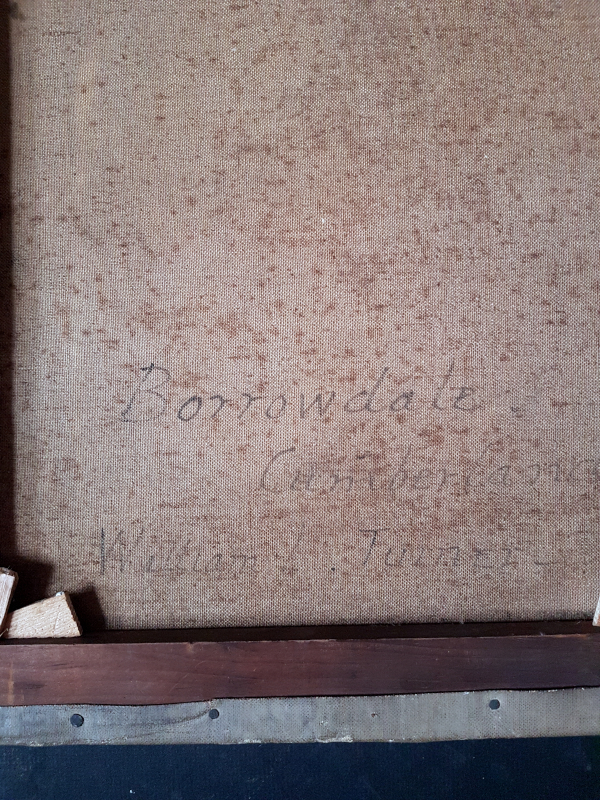 Borrowdale.
Cumberland
William L. Turner